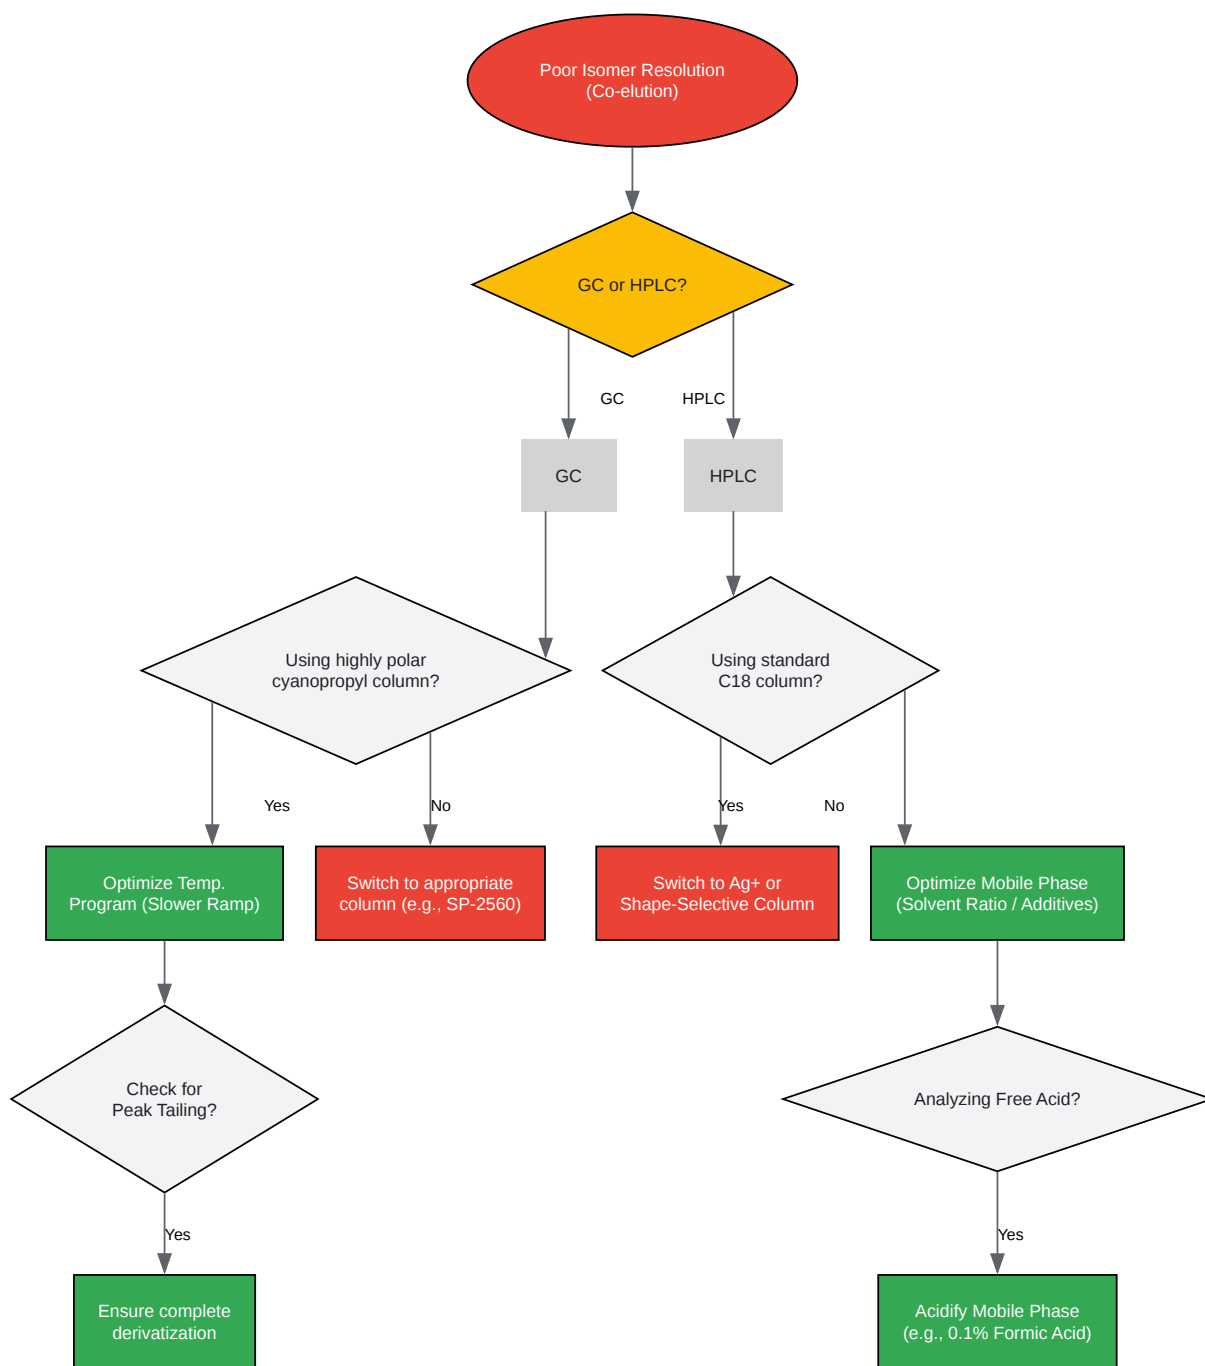 Poor Isomer Resolution
(Co-elution)
GC or HPLC?
GC
HPLC
GC
HPLC
Using highly polar
cyanopropyl column?
Using standard
C18 column?
Yes
No
Yes
No
Optimize Temp.
Program (Slower Ramp)
Switch to appropriate
column (e.g., SP-2560)
Switch to Ag+ or
Shape-Selective Column
Optimize Mobile Phase
(Solvent Ratio / Additives)
Check for
Peak Tailing?
Analyzing Free Acid?
Yes
Yes
Ensure complete
derivatization
Acidify Mobile Phase
(e.g., 0.1% Formic Acid)